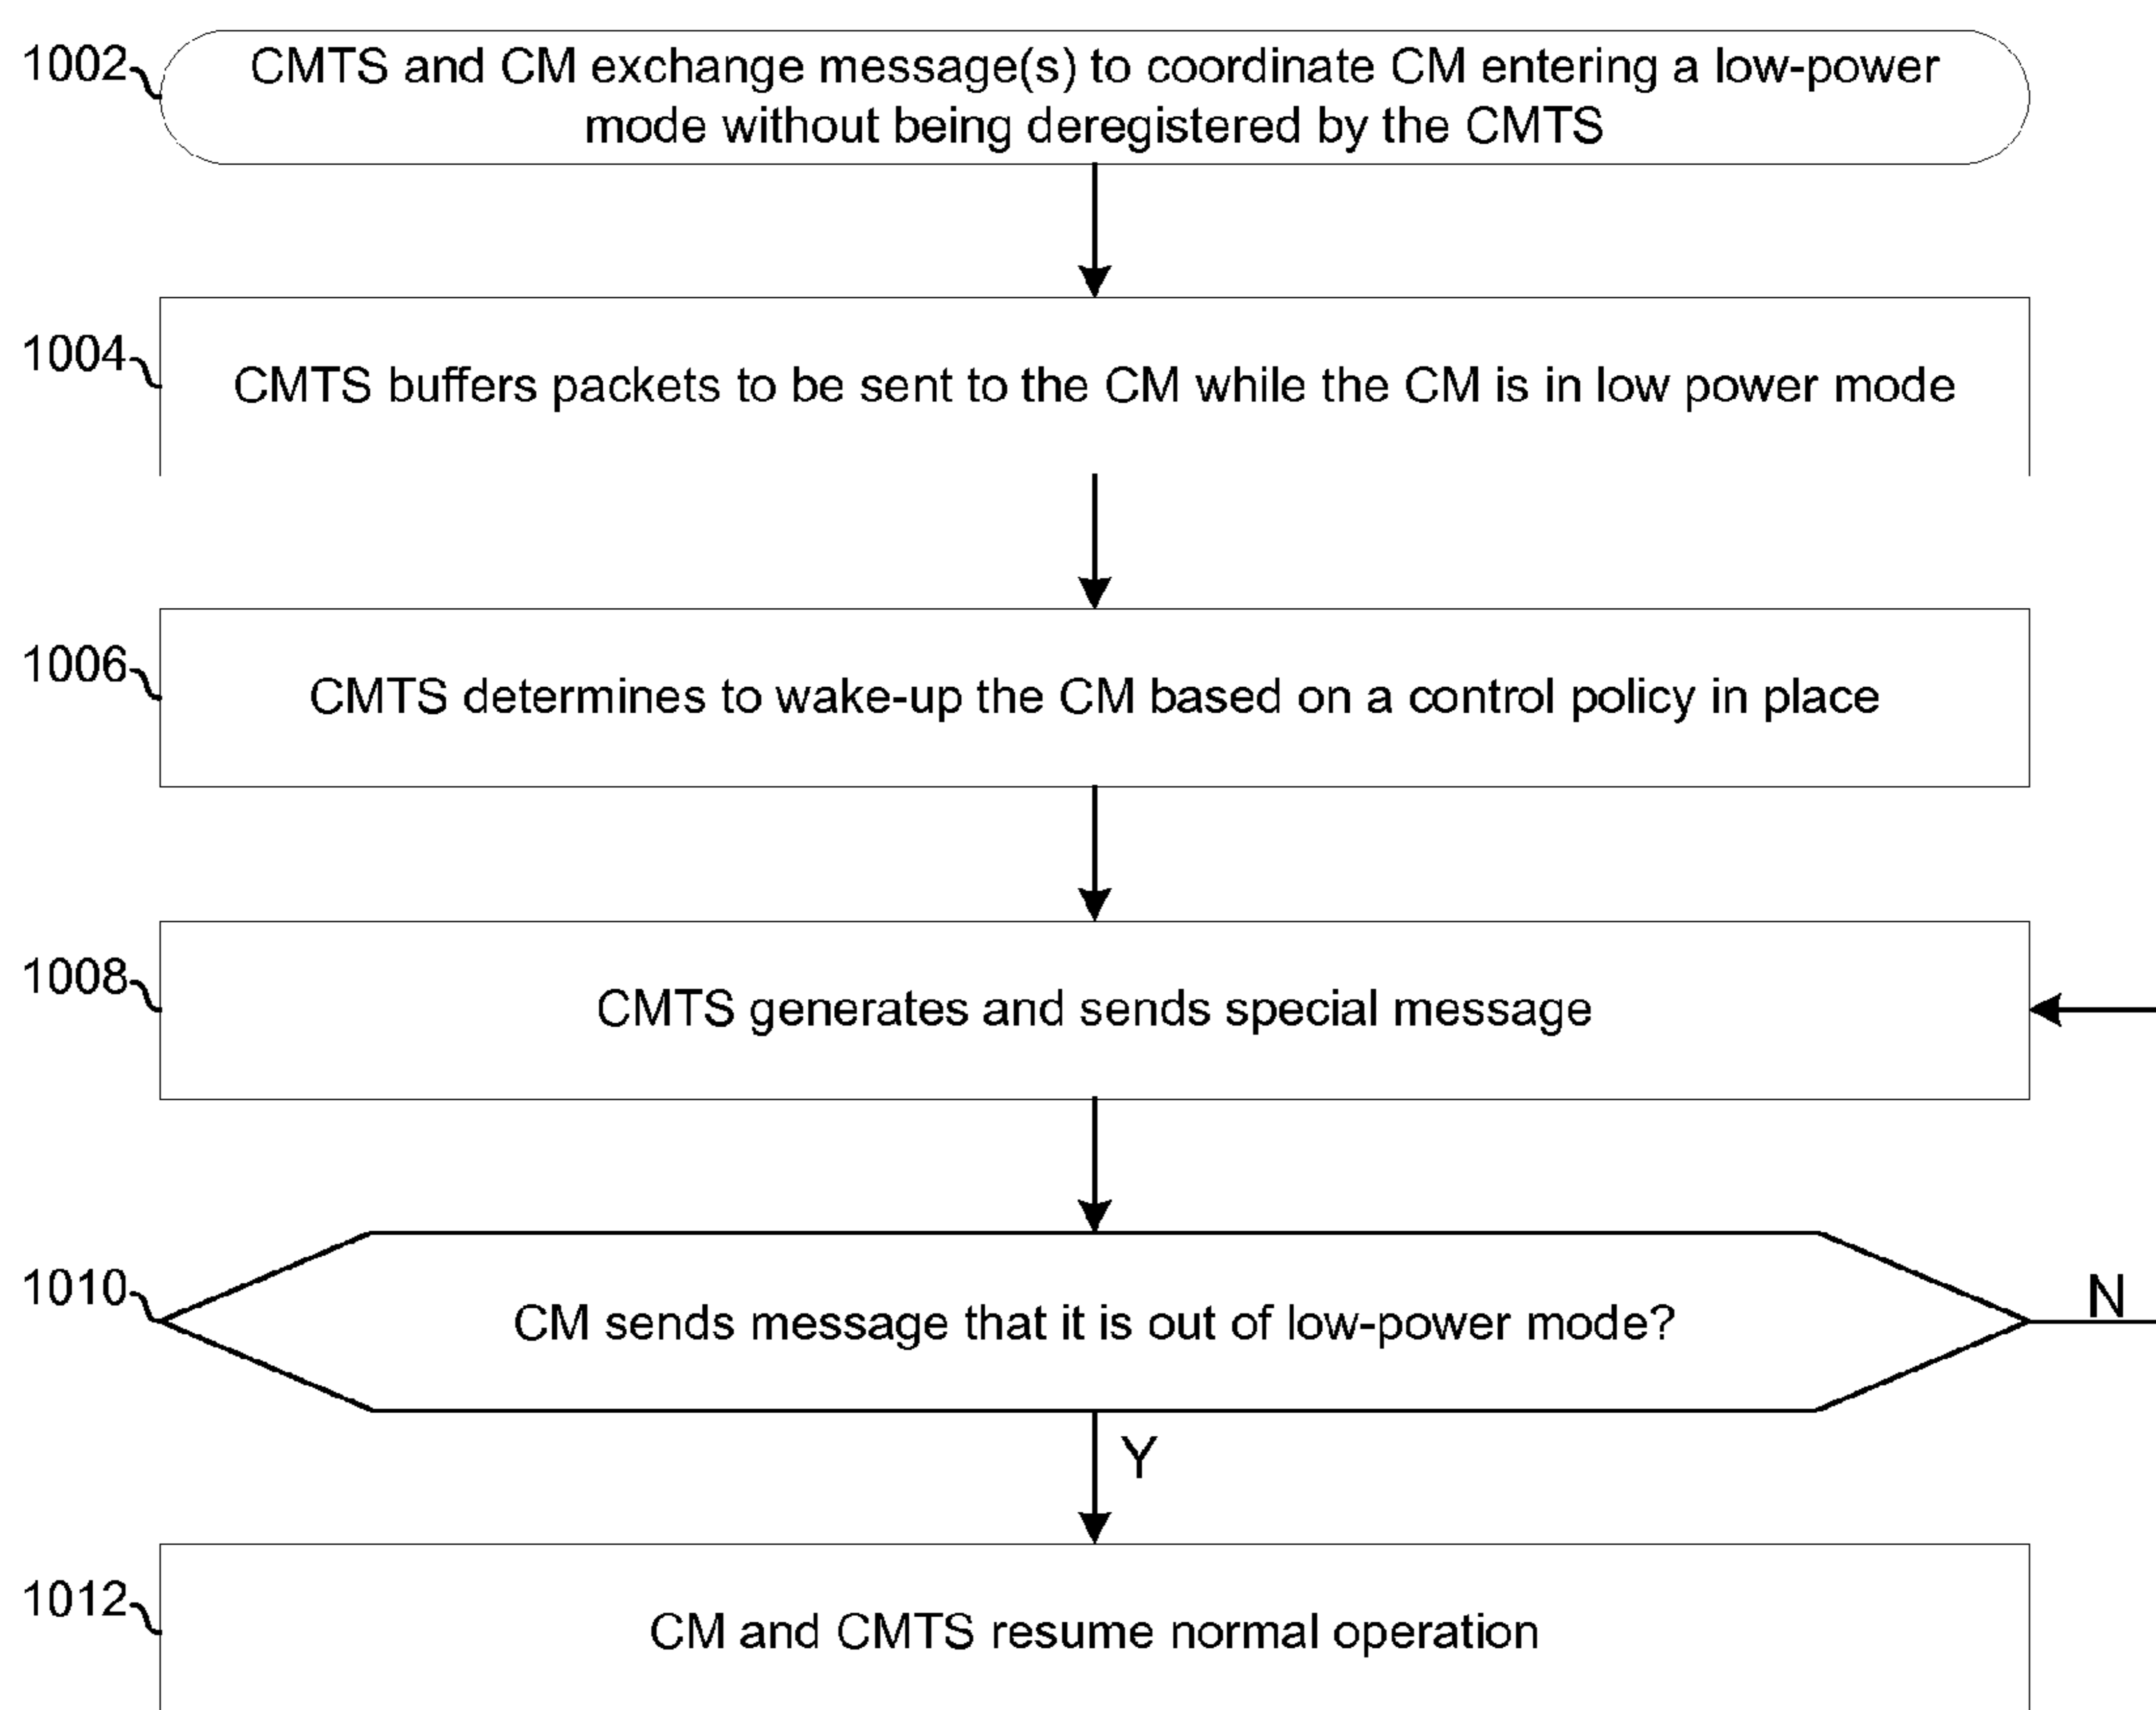 1002
CMTS and CM exchange message(s) to coordinate CM entering a low-power
mode without being deregistered by the CMTS
1004
CMTS buffers packets to be sent to the CM while the CM is in low power mode
1006
CMTS determines to wake-up the CM based on a control policy in place
1008
CMTS generates and sends special message
1010
CM sends message that it is out of low-power mode?
N
Y
1012
CM and CMTS resume normal operation